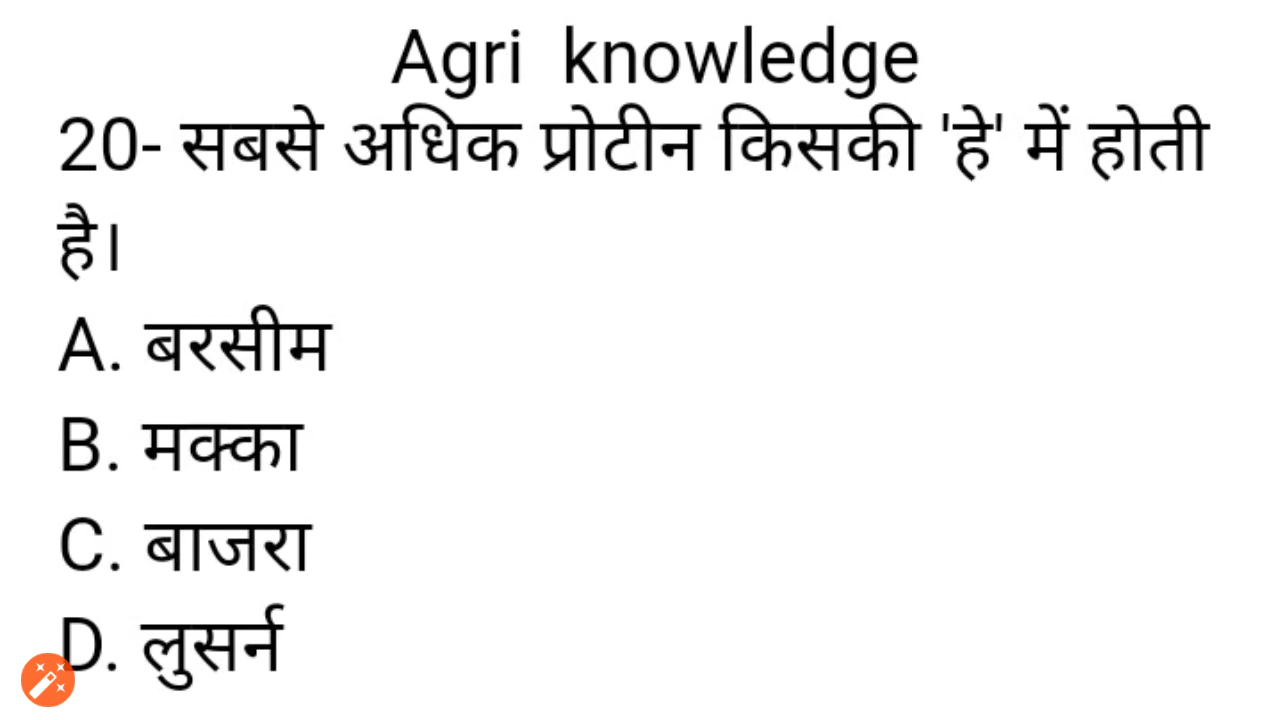 Agri knowledge
20- सबसे अधिक प्रोटीन किसकी 'हे' में होती
है।
A. बरसीम
B. मक्का
C. बाजरा
D. लुसर्न